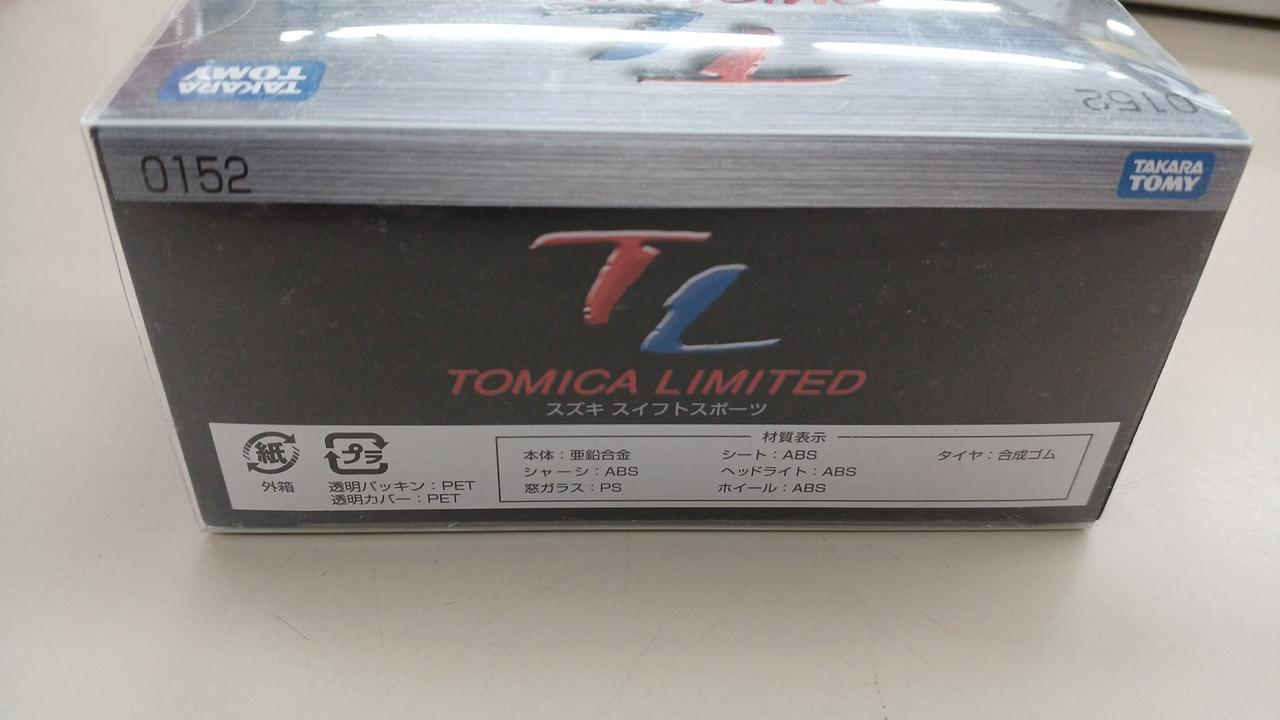 TOMICA
TL
TAKARA
TOMY
0152
0152
TAKARA
TOMY
TL
TOMICA LIMITED
スズキ スイフトスポーツ
紙
外箱
プラ
透明パッキン：PET
透明カバー：PET
材質表示
本体：亜鉛合金
シート：ABS
タイヤ：合成ゴム
シャーシ：ABS
ヘッドライト：ABS
窓ガラス：PS
ホイール：ABS